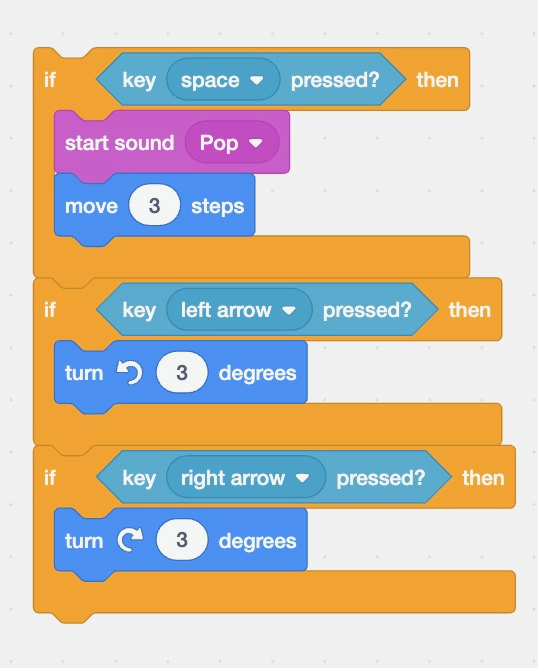 if key space pressed? then
start sound Pop
move 3 steps
if key left arrow pressed? then
turn 3 degrees
if key right arrow pressed? then
turn 3 degrees